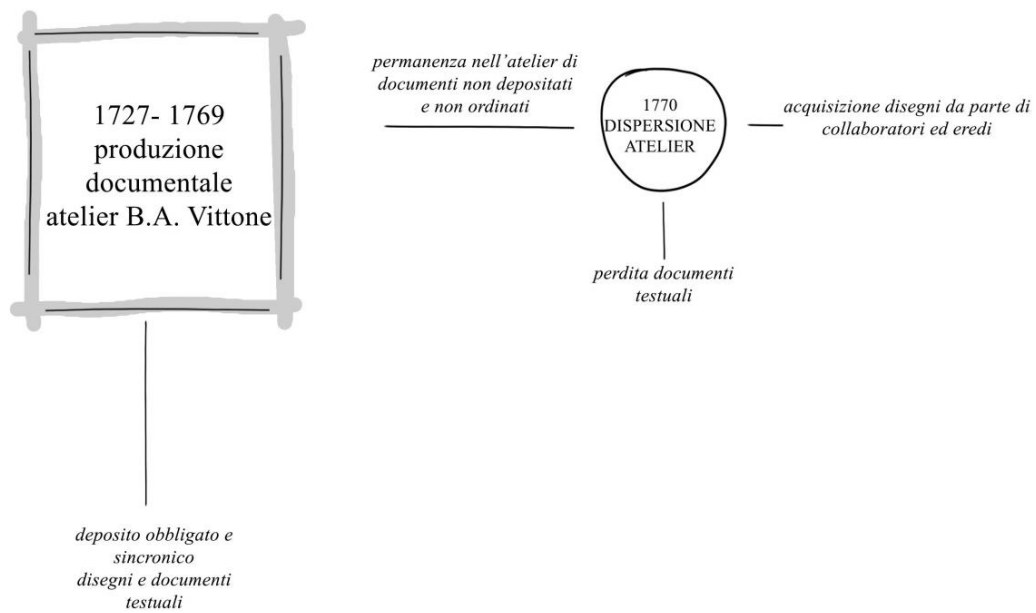 1727- 1769
produzione
documentale
atelier B.A. Vittone
permanenza nell'atelier di
documenti non depositati
e non ordinati
1770
DISPERSIONE
ATELIER
acquisizione disegni da parte di
collaboratori ed eredi
perdita documenti
testuali
deposito obbligato e
sincronico
disegni e documenti
testuali